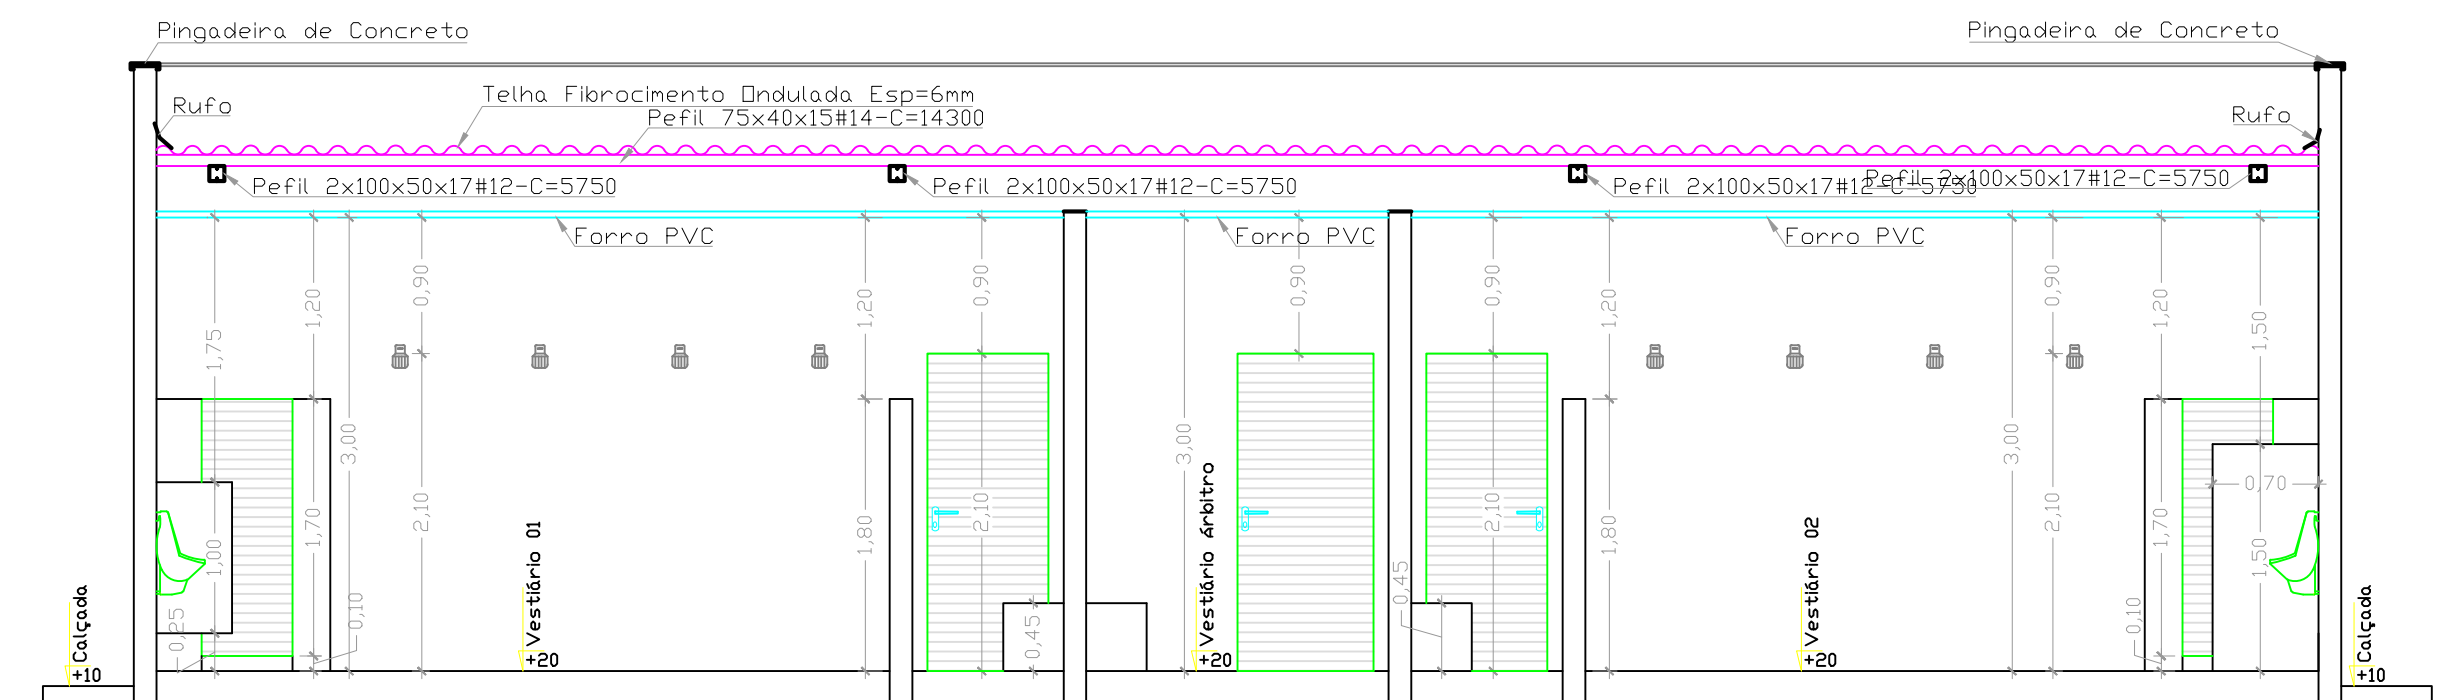 Pingadeira de Concreto
Pingadeira de Concreto
Telha Fibrocimento Ondulada Esp=6mm
Rufo
Pefil 75x40x15#14-C=14300
Rufo
Pefil 2x100x50x17#12-C=5750
Pefil 2x100x50x17#12-C=5750
Pefil 2x100x50x17#12-C=5750
Pefil 2x100x50x17#12-C=5750
Forro PVC
Forro PVC
Forro PVC
1,75
1,20
0,90
1,20
0,90
0,90
0,90
1,20
0,90
1,20
1,50
3,00
3,00
3,00
0,70
1,00
1,70
2,10
1,80
2,10
2,10
1,80
2,10
1,70
1,50
0,25
0,10
0,45
0,45
0,10
Calçada
+10
Vestiário 01
+20
Vestiário Árbitro
+20
Vestiário 02
+20
Calçada
+10